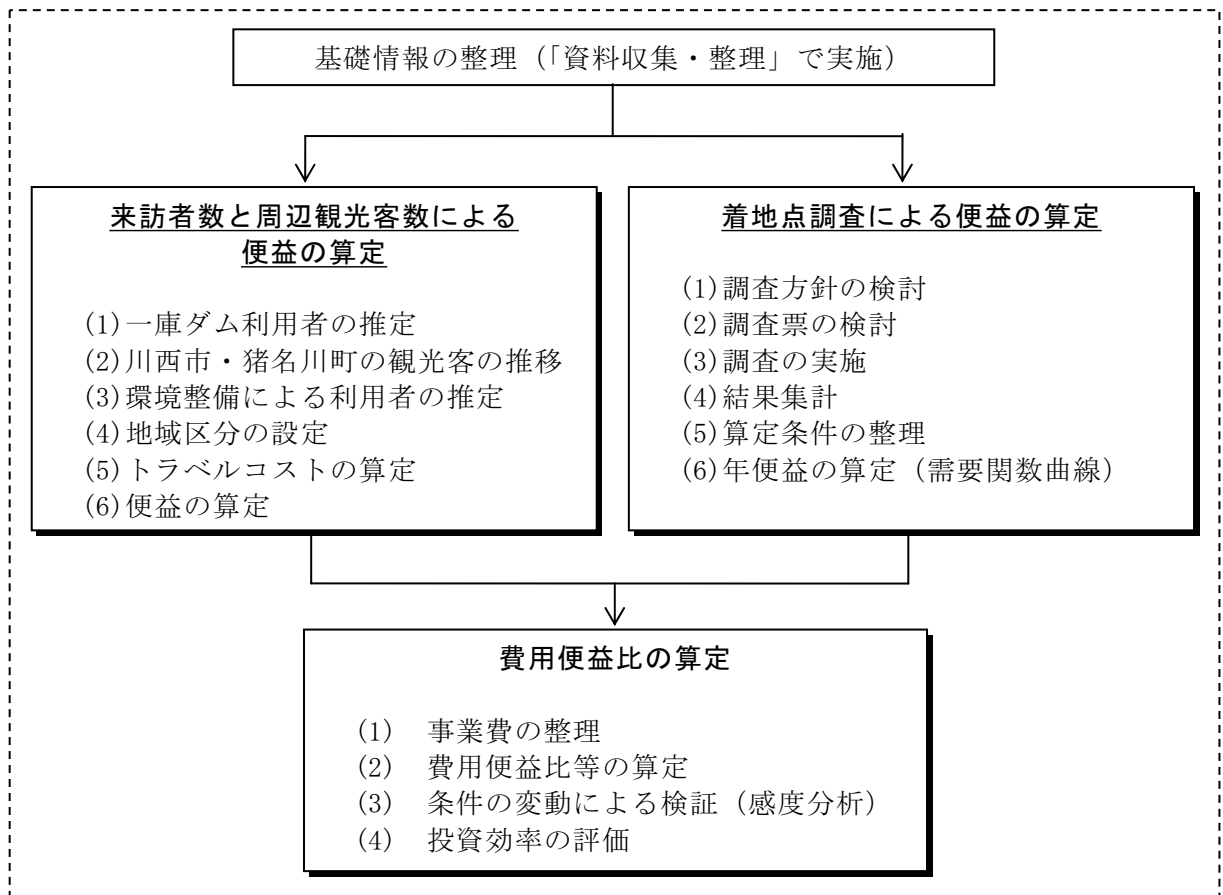 基礎情報の整理（「資料収集・整理」で実施）
来訪者数と周辺観光客数による
便益の算定
(1)一庫ダム利用者の推定
(2)川西市・猪名川町の観光客の推移
(3)環境整備による利用者の推定
(4)地域区分の設定
(5)トラベルコストの算定
(6)便益の算定
着地点調査による便益の算定
(1)調査方針の検討
(2)調査票の検討
(3)調査の実施
(4)結果集計
(5)算定条件の整理
(6)年便益の算定（需要関数曲線）
費用便益比の算定
(1) 事業費の整理
(2) 費用便益比等の算定
(3) 条件の変動による検証（感度分析）
(4) 投資効率の評価